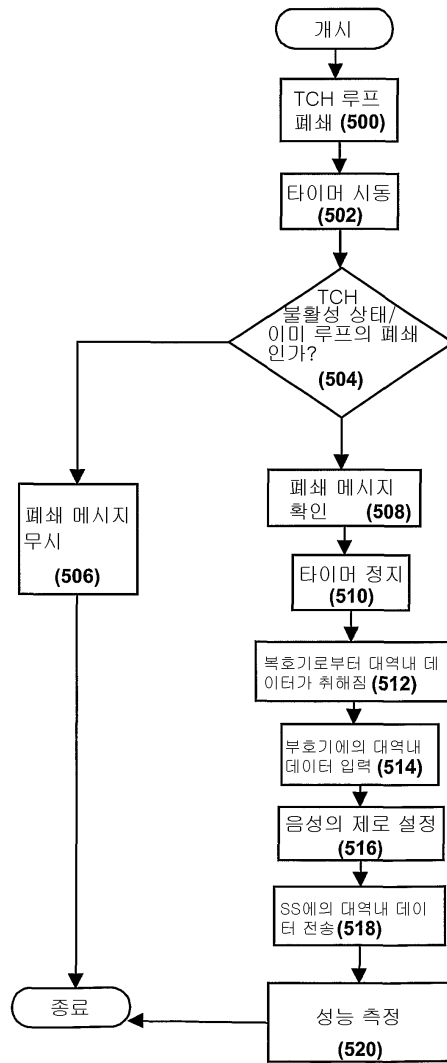 개시
TCH 루프
폐쇄 (500)
타이머 시동
(502)
TCH
불활성 상태/
이미 루프의 폐쇄
인가?
(504)
폐쇄 메시지
무시
(506)
폐쇄 메시지
확인 (508)
타이머 정지
(510)
복호기로부터 대역내 데
이터가 취해짐 (512)
부호기에의 대역내
데이터 입력 (514)
음성의 제로 설정
(516)
SS에의 대역내 데이
터 전송 (518)
종료
성능 측정
(520)